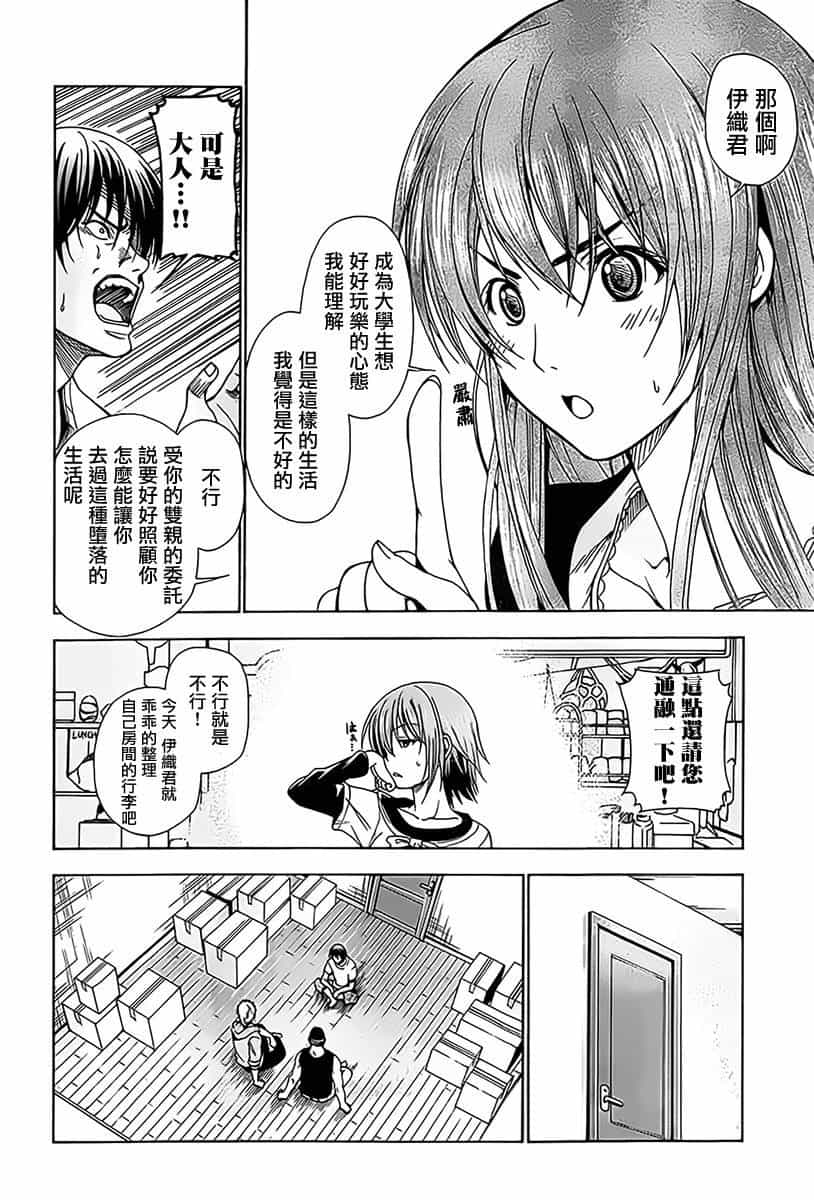 那個啊
伊織君
成為大學生想
好好玩樂的心態
我能理解
但是這樣的生活
我覺得是不好的
嚴肅
可是
大人…!!
不行
受你的雙親的委託
説要好好照顧你
怎麼能讓你
去過這種墮落的
生活呢
這點還請您
通融一下吧！
はぁ…
不行就是
不行！
今天 伊織君就
乖乖的整理
自己房間的行李吧
LUNCH